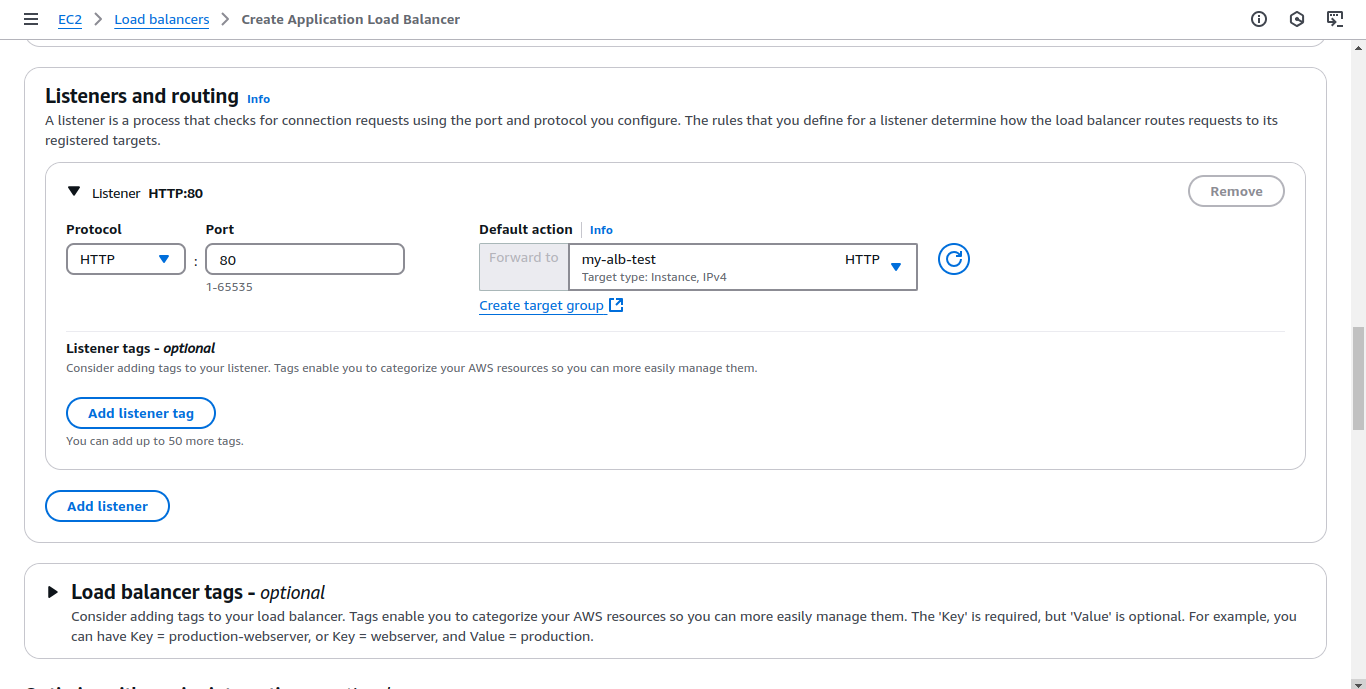 EC2 > Load balancers > Create Application Load Balancer
Listeners and routing Info
A listener is a process that checks for connection requests using the port and protocol you configure. The rules that you define for a listener determine how the load balancer routes requests to its
registered targets.
Listener HTTP:80
Remove
Protocol
Port
Default action
Info
HTTP
:
80
Forward to
my-alb-test
HTTP
Target type: Instance, IPv4
1-65535
Create target group
Listener tags - optional
Consider adding tags to your listener. Tags enable you to categorize your AWS resources so you can more easily manage them.
Add listener tag
You can add up to 50 more tags.
Add listener
Load balancer tags - optional
Consider adding tags to your load balancer. Tags enable you to categorize your AWS resources so you can more easily manage them. The 'Key' is required, but 'Value' is optional. For example, you
can have Key = production-webserver, or Key = webserver, and Value = production.